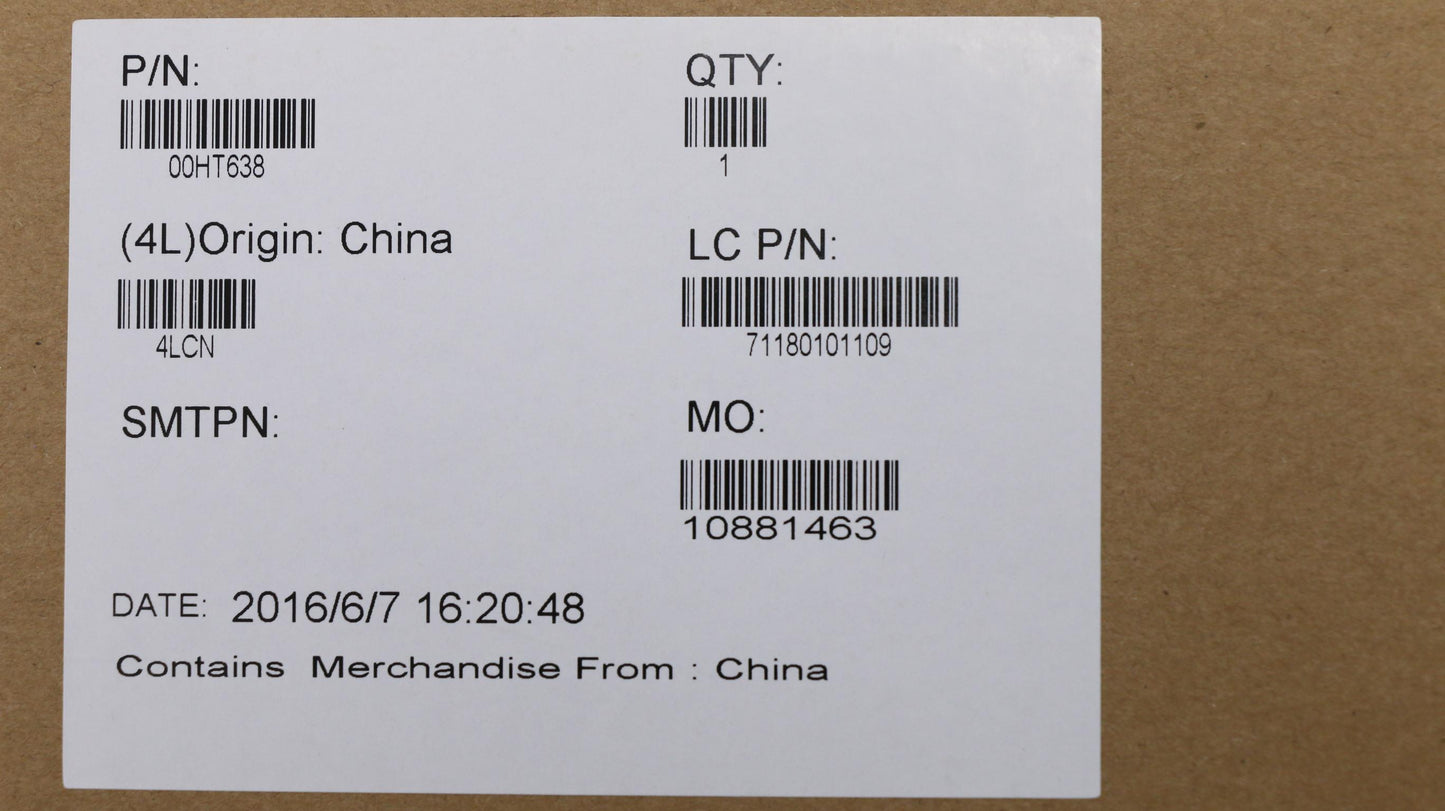 P/N:
00HT638
QTY:
1
(4L)Origin: China
4LCN
LC P/N:
71180101109
SMTPN:
MO:
10881463
DATE: 2016/6/7 16:20:48
Contains Merchandise From : China